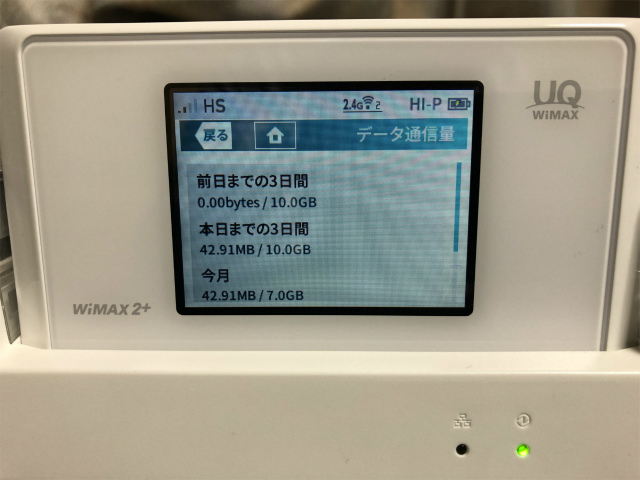 HS 2.4G 2 HI-P
戻る データ通信量
前日までの3日間
0.00bytes / 10.0GB
本日までの3日間
42.91MB / 10.0GB
今月
42.91MB / 7.0GB
UQ
WiMAX
WiMAX 2+